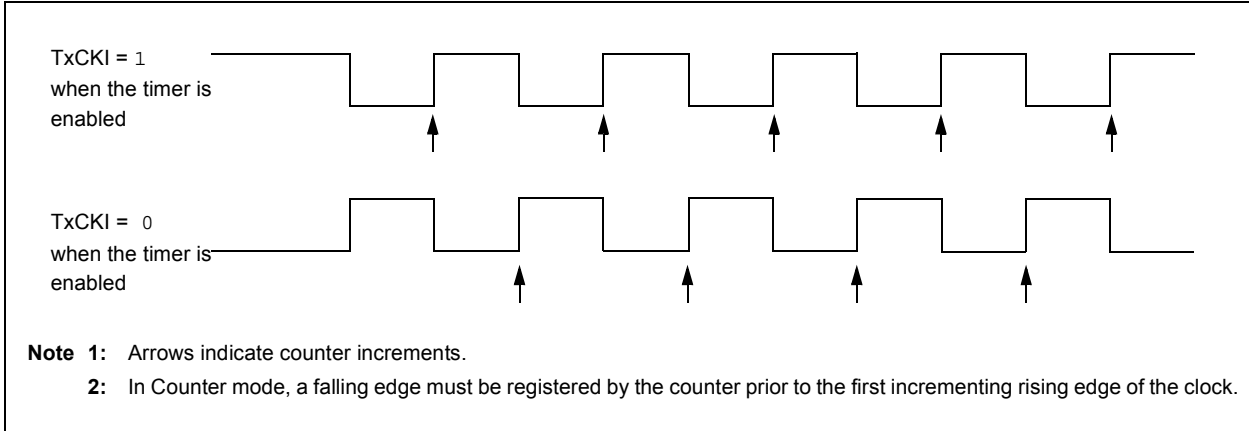 TxCKI = 1
when the timer is
enabled
TxCKI = 0
when the timer is
enabled
Note 1: Arrows indicate counter increments.
2: In Counter mode, a falling edge must be registered by the counter prior to the first incrementing rising edge of the clock.